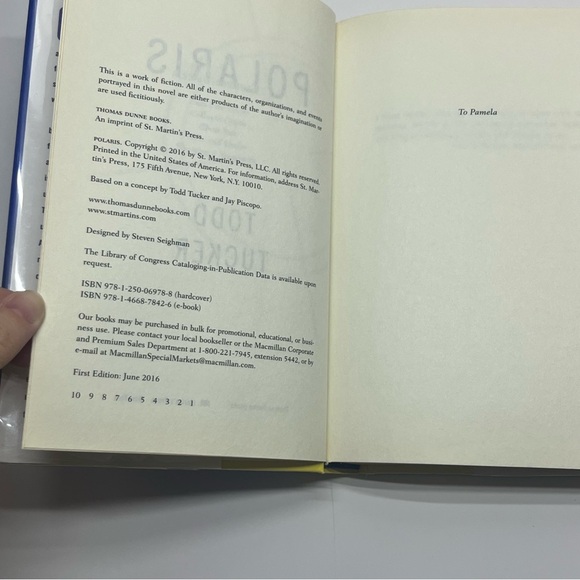 This is a work of fiction. All of the characters, organizations, and events
portrayed in this novel are either products of the author's imagination or
are used fictitiously.
THOMAS DUNNE BOOKS.
An imprint of St. Martin's Press.
POLARIS. Copyright © 2016 by St. Martin's Press, LLC. All rights reserved.
Printed in the United States of America. For information, address St. Mar-
tin's Press, 175 Fifth Avenue, New York, N.Y. 10010.
Based on a concept by Todd Tucker and Jay Piscopo.
www.thomasdunnebooks.com
www.stmartins.com
Designed by Steven Seighman
The Library of Congress Cataloging-in-Publication Data is available upon
request.
ISBN 978-1-250-06978-8 (hardcover)
ISBN 978-1-4668-7842-6 (e-book)
Our books may be purchased in bulk for promotional, educational, or busi-
ness use. Please contact your local bookseller or the Macmillan Corporate
and Premium Sales Department at 1-800-221-7945, extension 5442, or by
e-mail at MacmillanSpecialMarkets@macmillan.com.
First Edition: June 2016
10 9 8 7 6 5 4 3 2 1
To Pamela
POLARIS
TODD
TUCKER